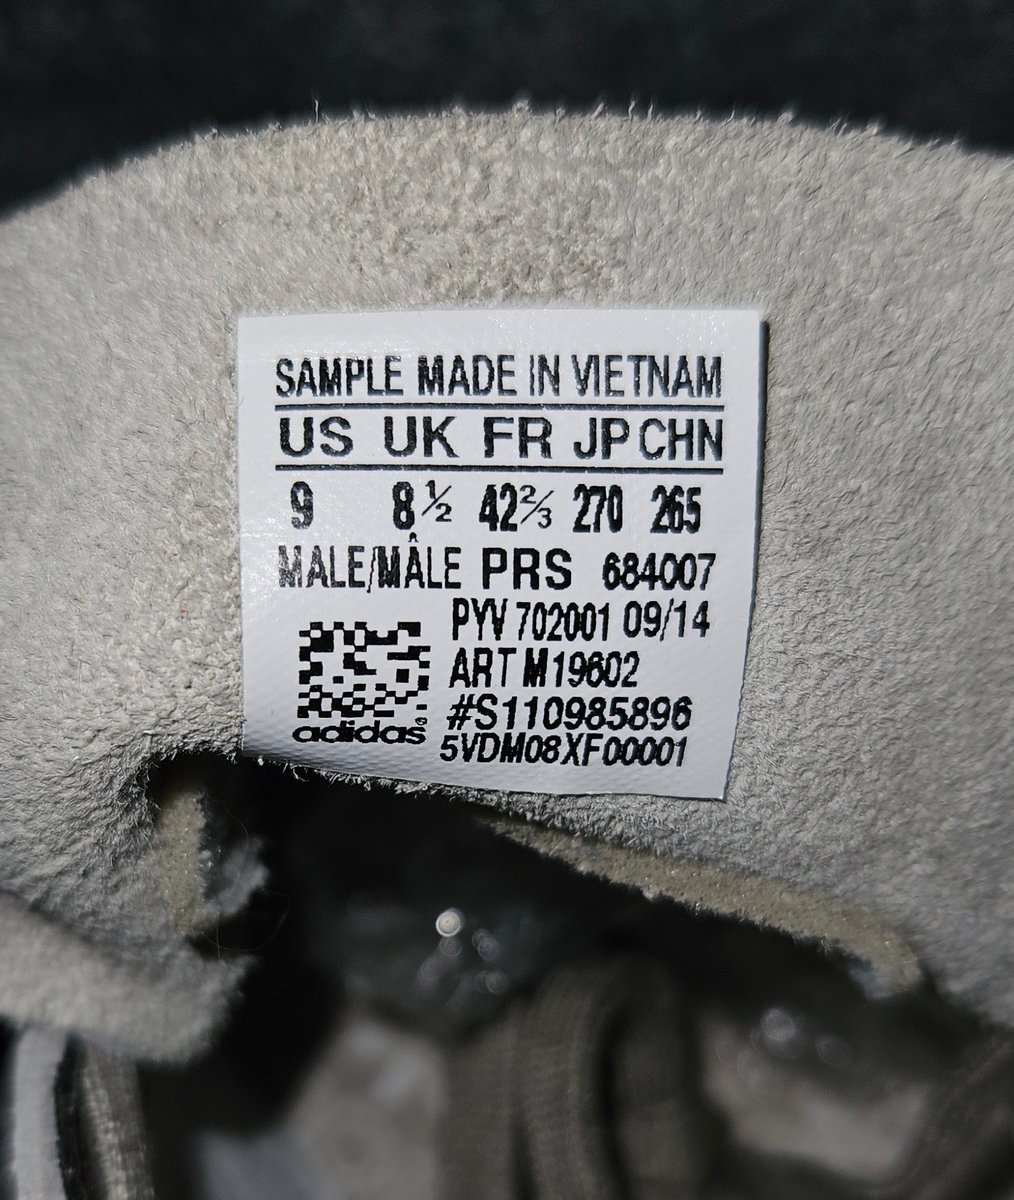 SAMPLE MADE IN VIETNAM
US UK FR JP CHN
9 8½ 42⅔ 270 265
MALE/MÂLE PRS 684007
PYV 702001 09/14
ART M19602
#S110985896
adidas®
5VDM08XF00001